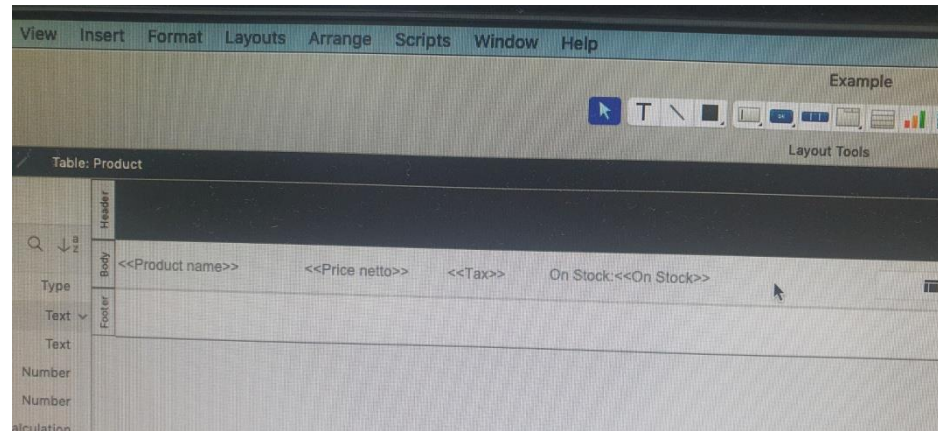 View Insert Format Layouts Arrange Scripts Window Help
Example
T
Layout Tools
Table: Product
Header
Body
<<Product name>> <<Price netto>> <<Tax>> On Stock:<<On Stock>>
Type
Footer
Text
Text
Number
Number
alculation